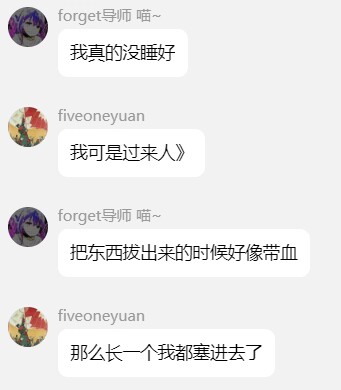 forget导师 喵~
我真的没睡好
fiveoneyuan
我可是过来人》
forget导师 喵~
把东西拔出来的时候好像带血
fiveoneyuan
那么长一个我都塞进去了